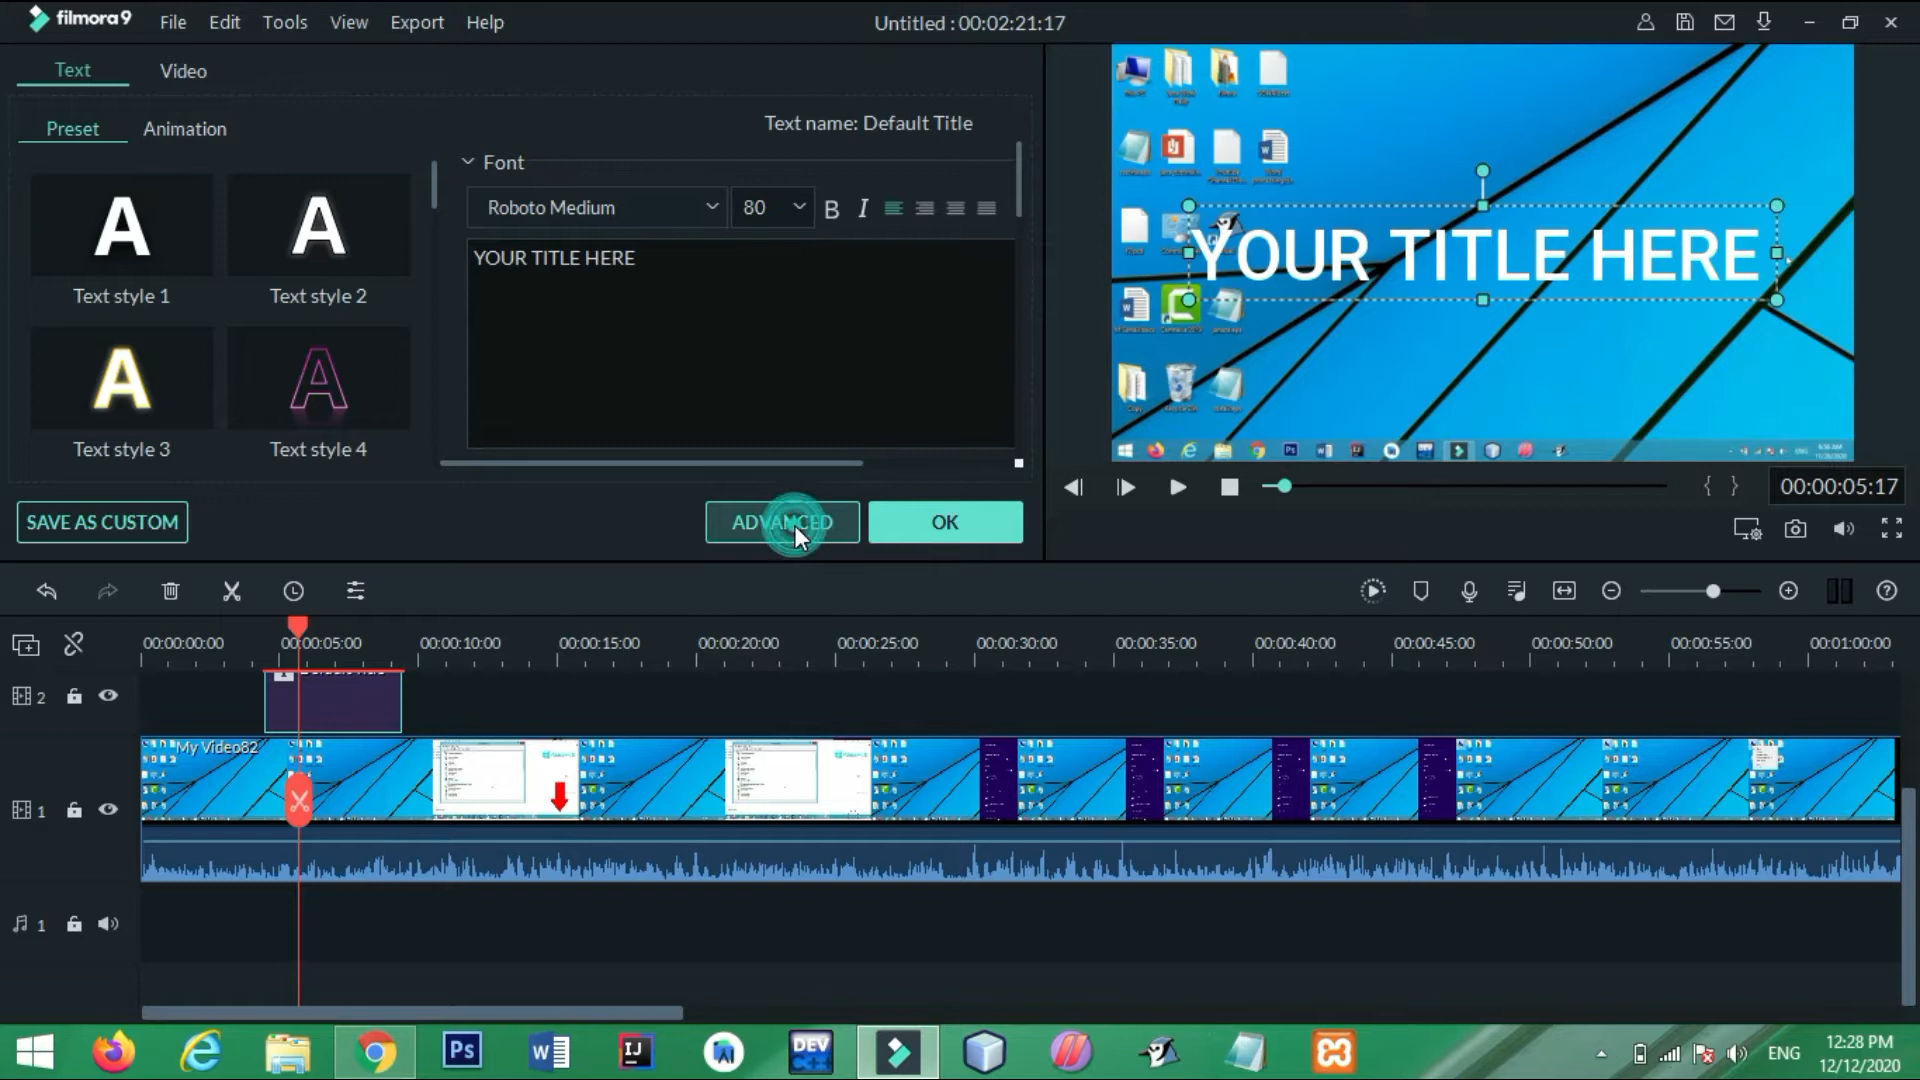 filmora9 File Edit Tools View Export Help Untitled : 00:02:21:17
Text Video
Preset Animation Text name: Default Title
Font
Roboto Medium 80 B I
YOUR TITLE HERE
A A
Text style 1 Text style 2
A A
Text style 3 Text style 4
SAVE AS CUSTOM ADVANCED OK
YOUR TITLE HERE
{ } 00:00:05:17
00:00:00:00 00:00:05:00 00:00:10:00 00:00:15:00 00:00:20:00 00:00:25:00 00:00:30:00 00:00:35:00 00:00:40:00 00:00:45:00 00:00:50:00 00:00:55:00 00:01:00:00
2
My Video82
1
1
Ps W IJ DEV C++ ENG 12:28 PM
12/12/2020